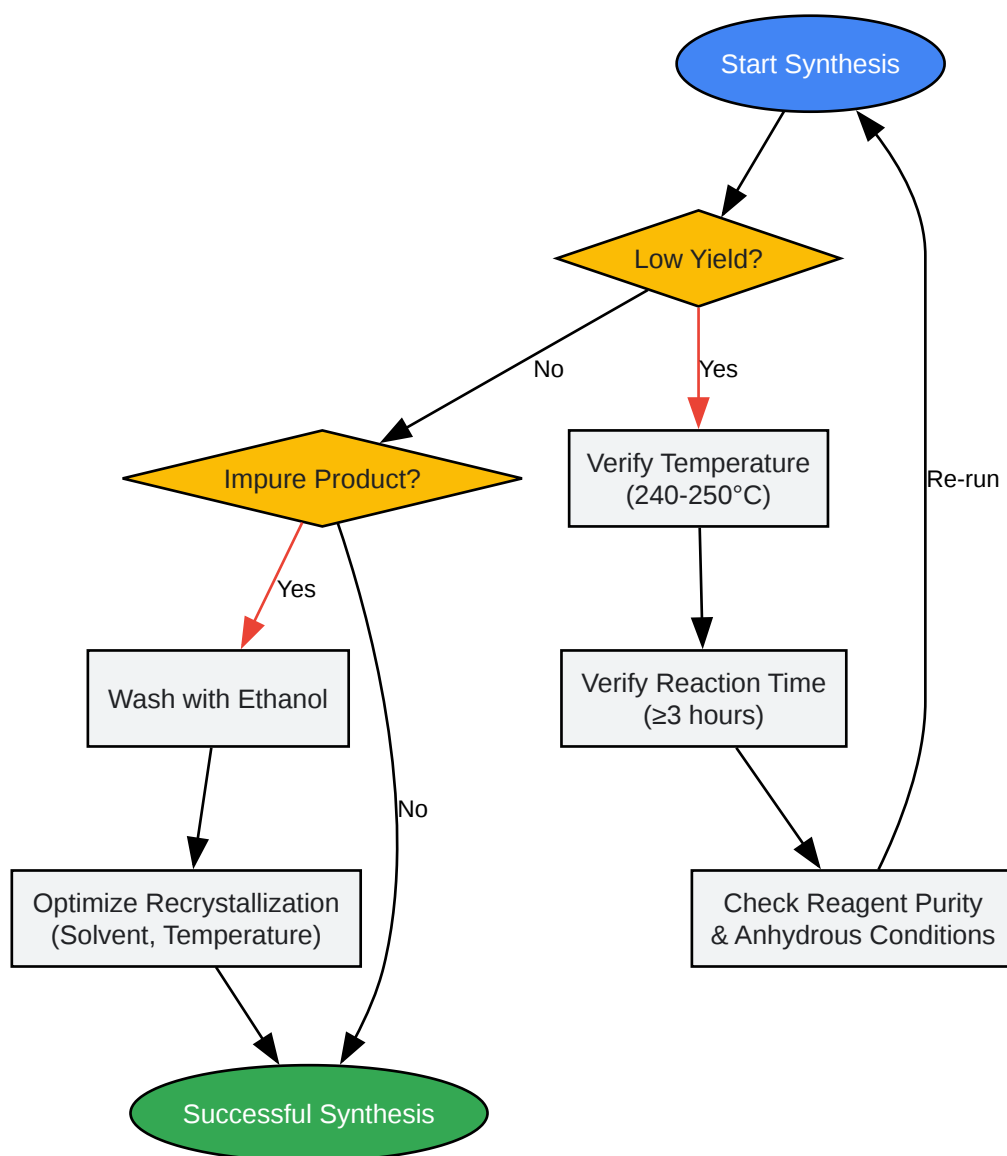 Start Synthesis
Low Yield?
No
Yes
Impure Product?
Verify Temperature
(240-250°C)
Re-run
Yes
Wash with Ethanol
Verify Reaction Time
(≥3 hours)
No
Optimize Recrystallization
(Solvent, Temperature)
Check Reagent Purity
& Anhydrous Conditions
Successful Synthesis